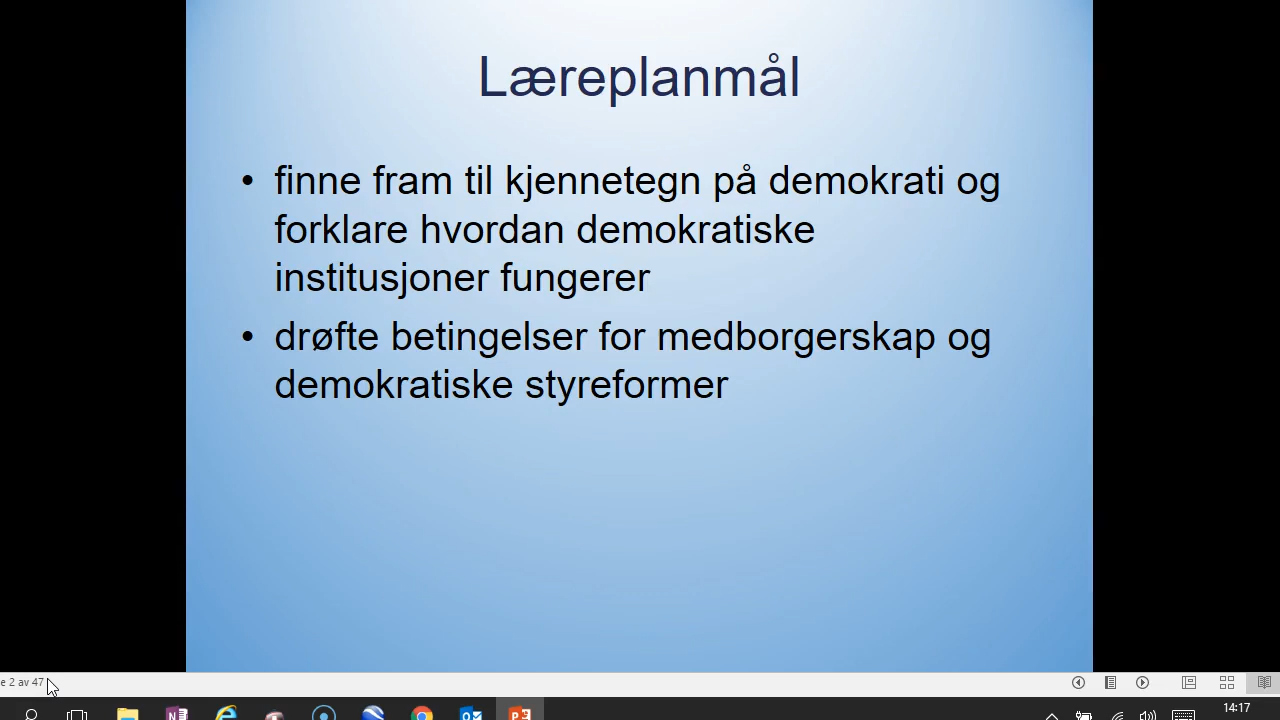 Læreplanmål
• finne fram til kjennetegn på demokrati og
forklare hvordan demokratiske
institusjoner fungerer
• drøfte betingelser for medborgerskap og
demokratiske styreformer
e 2 av 47
14:17